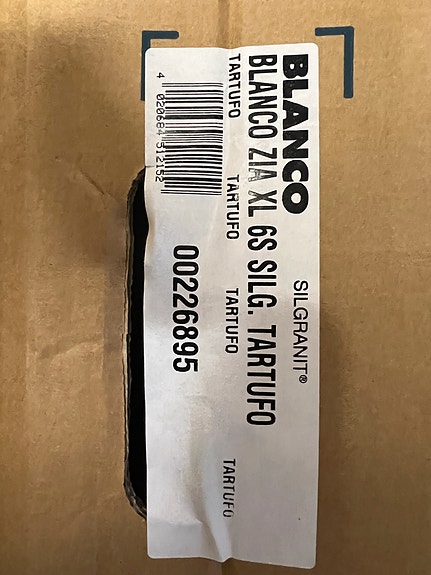 BLANCO SILGRANIT®
BLANCO ZIA XL 6S SILG. TARTUFO
TARTUFO TARTUFO TARTUFO TARTUFO
00226895
4 020684 512152